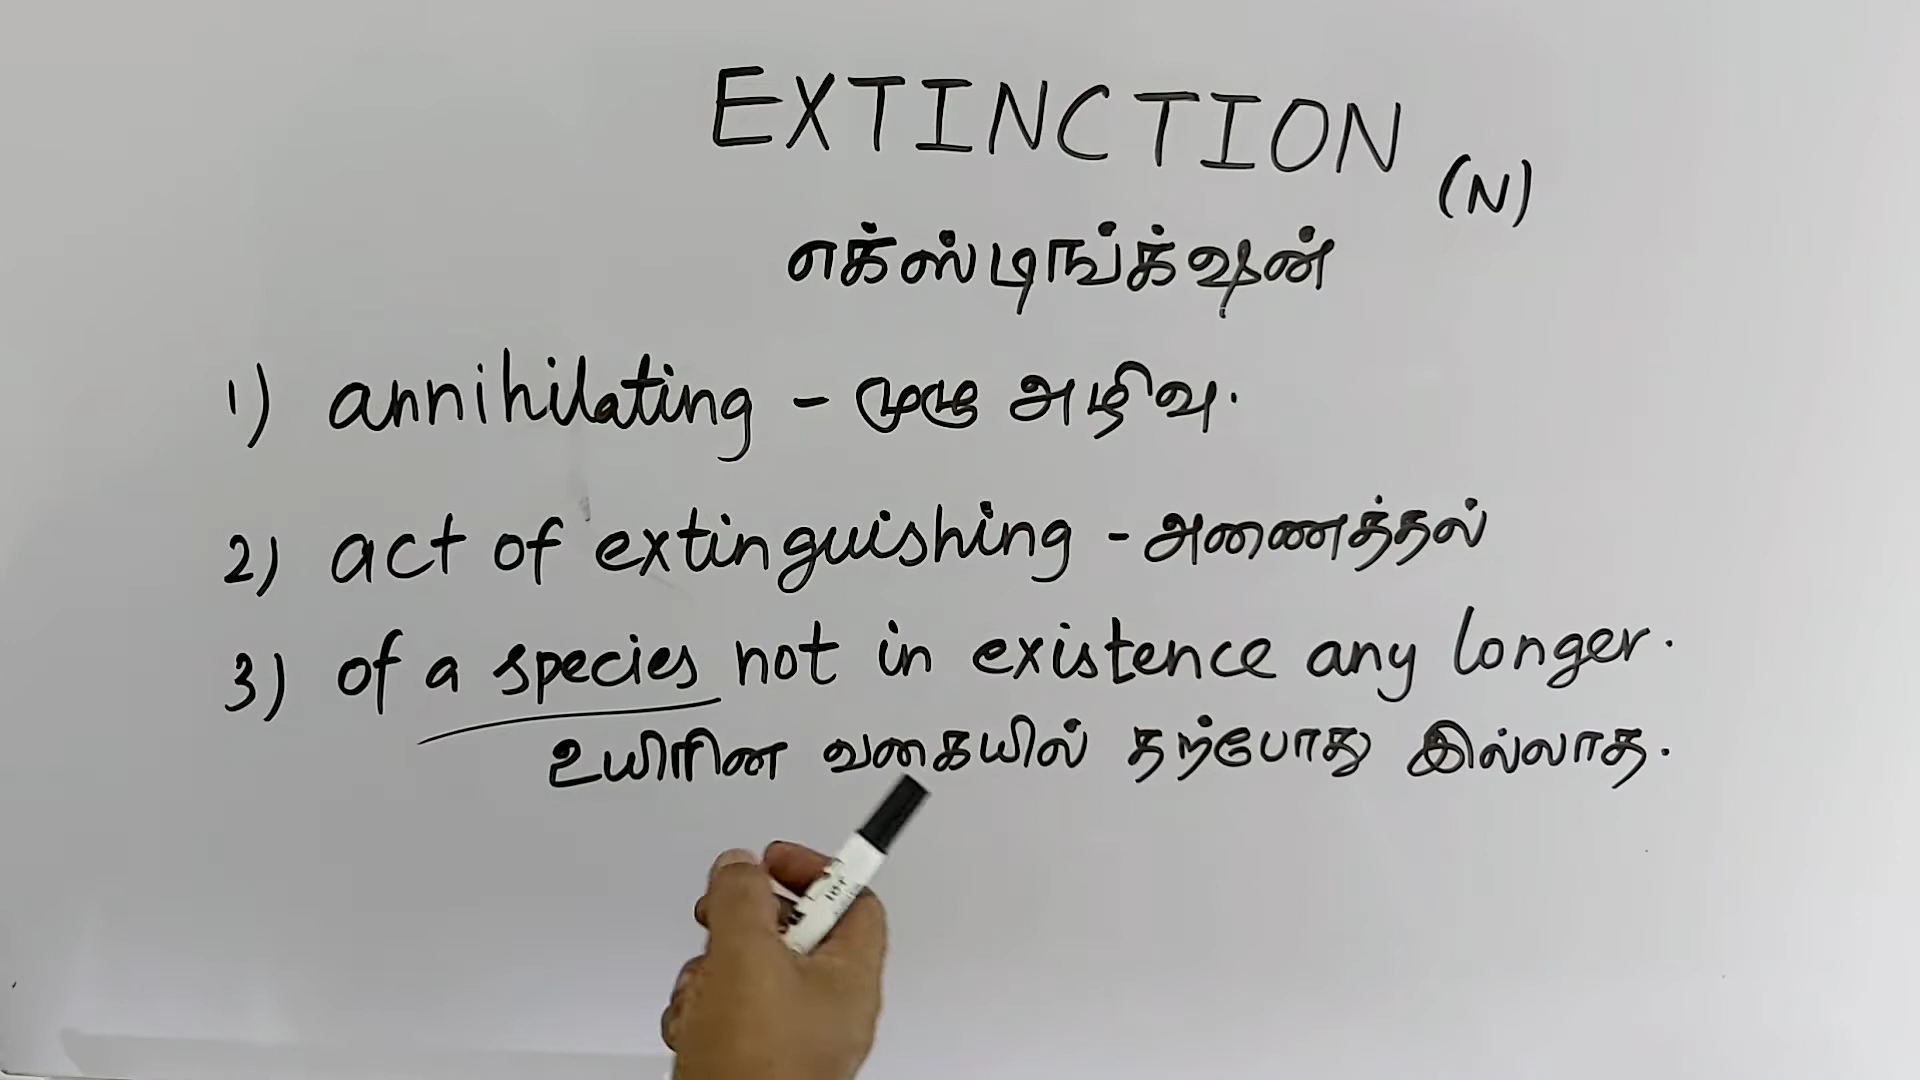 EXTINCTION (N)
எக்ஸ்டிங்க்ஷன்
1) annihilating - முழு அழிவு.
2) act of extinguishing - அணைத்தல்
3) of a species not in existence any longer.
உயிரின வகையில் தற்போது இல்லாத.